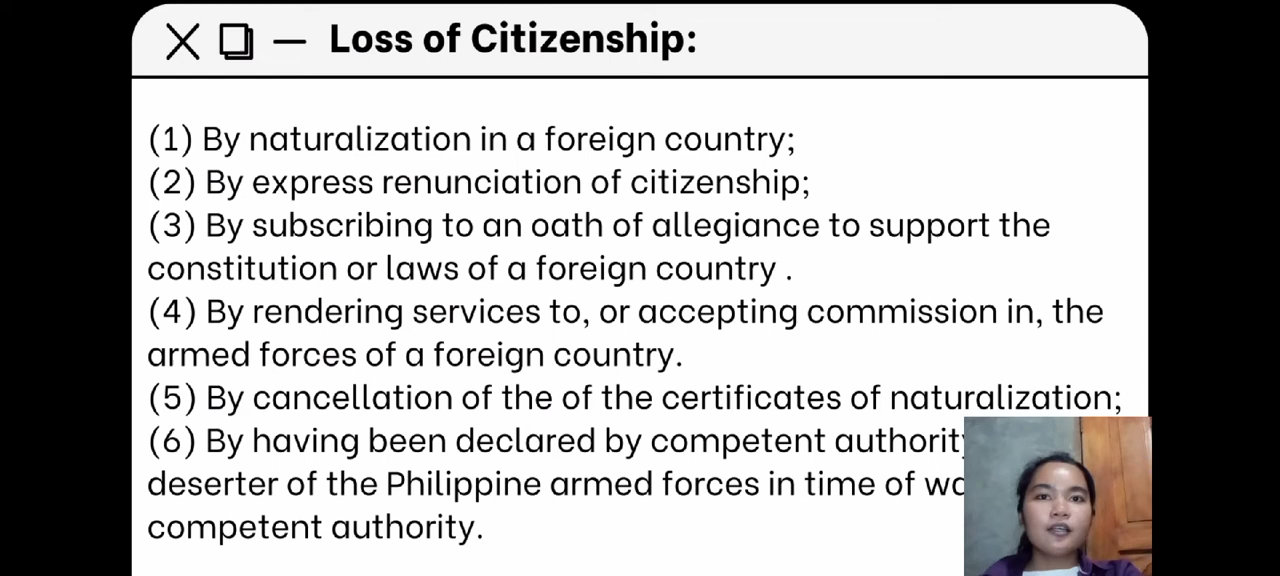 Loss of Citizenship:
(1) By naturalization in a foreign country;
(2) By express renunciation of citizenship;
(3) By subscribing to an oath of allegiance to support the
constitution or laws of a foreign country .
(4) By rendering services to, or accepting commission in, the
armed forces of a foreign country.
(5) By cancellation of the of the certificates of naturalization;
(6) By having been declared by competent authority
deserter of the Philippine armed forces in time of
competent authority.